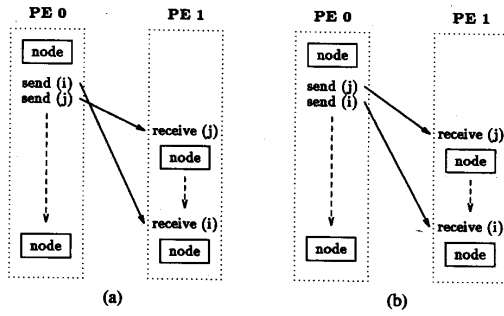 PE 0
PE 1
node
send (i)
send (j)
receive (j)
node
receive (i)
node
node
(a)
PE 0
PE 1
node
send (j)
send (i)
receive (j)
node
receive (i)
node
node
(b)